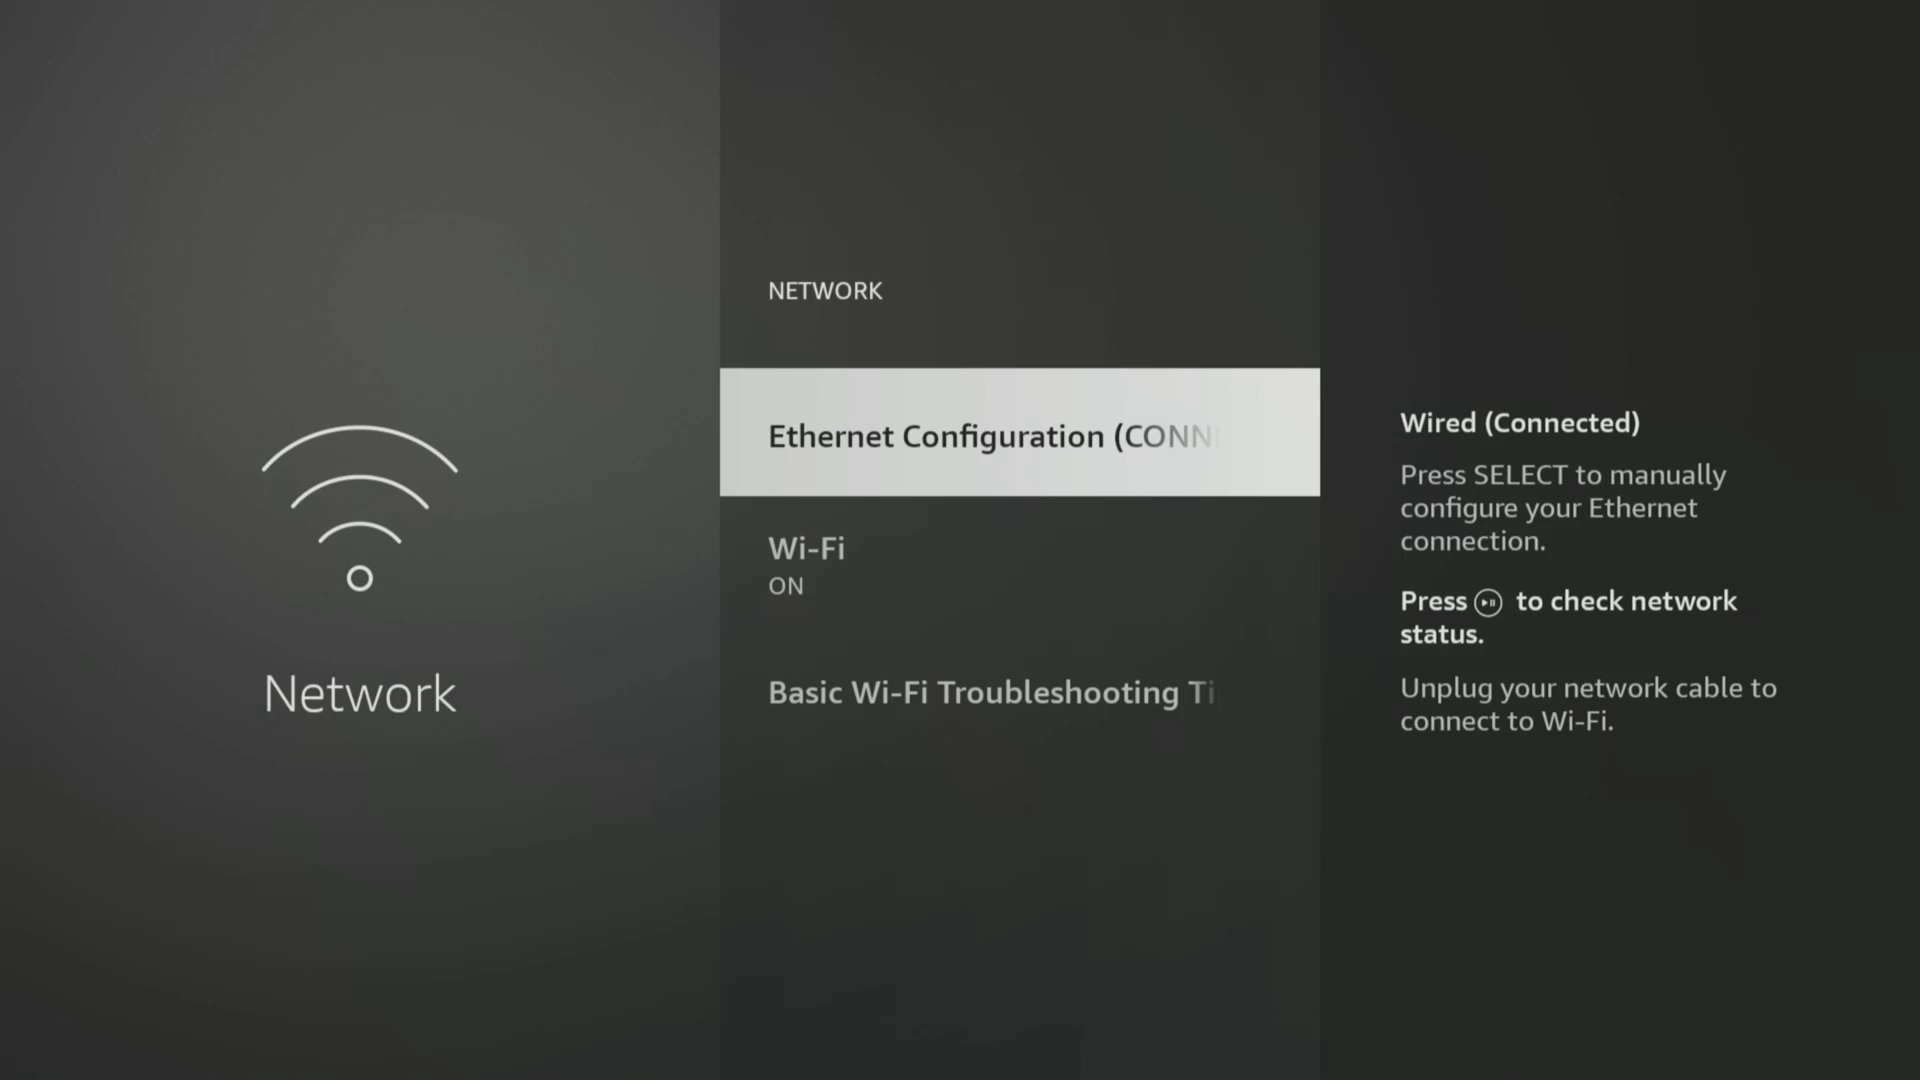 Network
NETWORK
Ethernet Configuration (CONN
Wi-Fi
ON
Basic Wi-Fi Troubleshooting Ti
Wired (Connected)
Press SELECT to manually
configure your Ethernet
connection.
Press to check network
status.
Unplug your network cable to
connect to Wi-Fi.